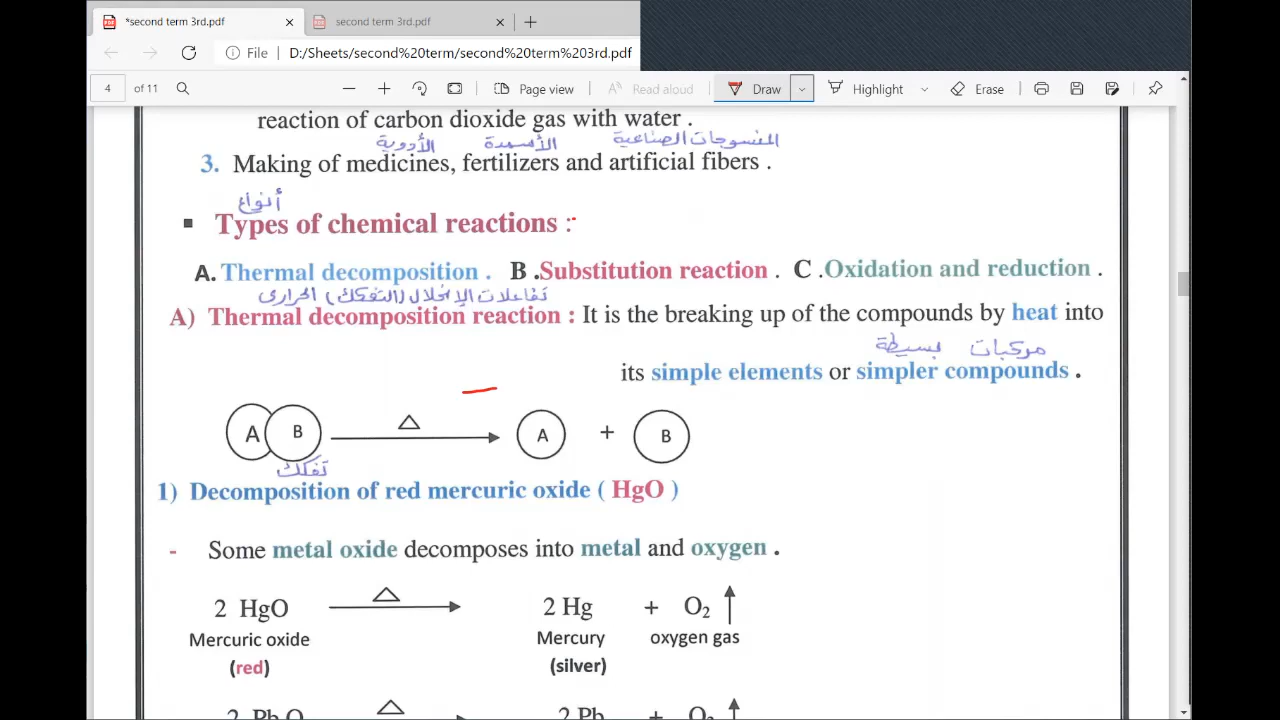 *second term 3rd.pdf
second term 3rd.pdf
File D:/Sheets/second%20term/second%20term%203rd.pdf
4 of 11 Page view Read aloud Draw Highlight Erase
reaction of carbon dioxide gas with water .
الأدوية الأسمدة المنسوجات الصناعية
3. Making of medicines, fertilizers and artificial fibers .
أنواع
Types of chemical reactions :-
A. Thermal decomposition . B .Substitution reaction . C .Oxidation and reduction .
تفاعلات الإنحلال (التفكك) الحرارى
A) Thermal decomposition reaction : It is the breaking up of the compounds by heat into
مركبات بسيطة
its simple elements or simpler compounds .
A B △ A + B
تفكك
1) Decomposition of red mercuric oxide ( HgO )
- Some metal oxide decomposes into metal and oxygen .
2 HgO △ 2 Hg + O₂
Mercuric oxide Mercury oxygen gas
(red) (silver)
2 Pb O △ 2 Pb + O₂